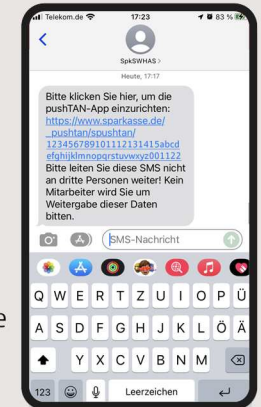 Telekom.de
17:23
83 %
SpkSWHAS >
Heute, 17:17
Bitte klicken Sie hier, um die
pushTAN-App einzurichten:
https://www.sparkasse.de/
_pushtan/spushtan/
123456789101112131415abcd
efghijklmnopqrstuvwxyz001122
Bitte leiten Sie diese SMS nicht
an dritte Personen weiter! Kein
Mitarbeiter wird Sie um
Weitergabe dieser Daten
bitten.
SMS-Nachricht
Q W E R T Z U I O P Ü
A S D F G H J K L Ö Ä
Y X C V B N M
123 Leerzeichen
e